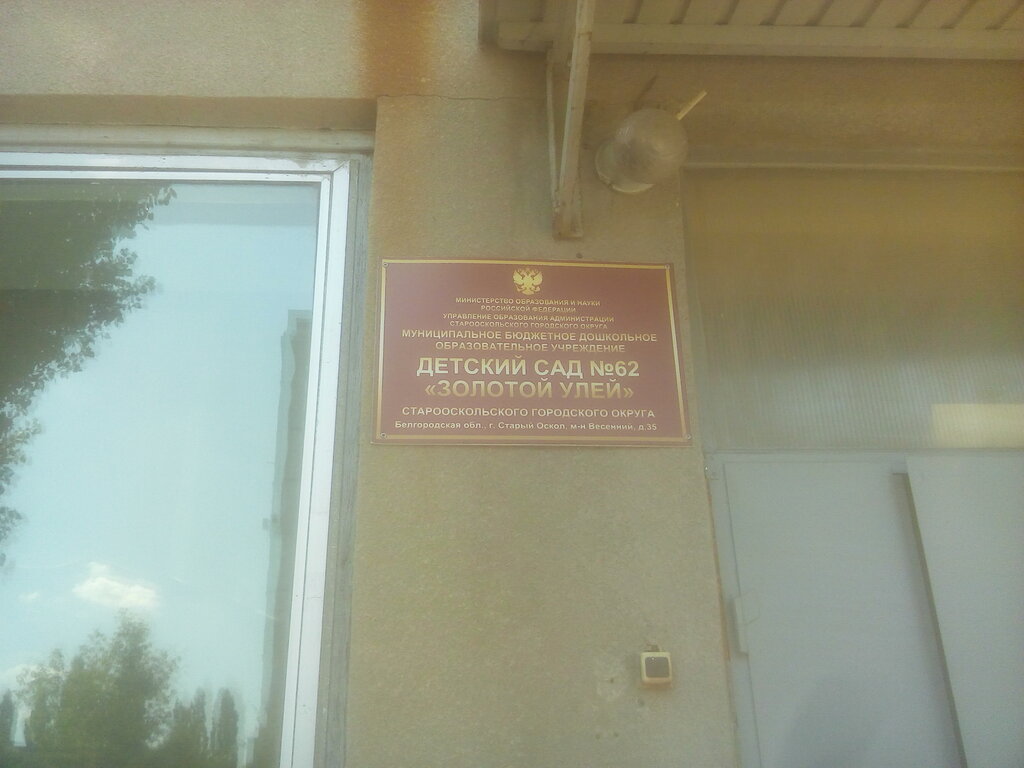 МИНИСТЕРСТВО ОБРАЗОВАНИЯ И НАУКИ
РОССИЙСКОЙ ФЕДЕРАЦИИ
УПРАВЛЕНИЕ ОБРАЗОВАНИЯ АДМИНИСТРАЦИИ
СТАРООСКОЛЬСКОГО ГОРОДСКОГО ОКРУГА
МУНИЦИПАЛЬНОЕ БЮДЖЕТНОЕ ДОШКОЛЬНОЕ
ОБРАЗОВАТЕЛЬНОЕ УЧРЕЖДЕНИЕ
ДЕТСКИЙ САД №62
«ЗОЛОТОЙ УЛЕЙ»
СТАРООСКОЛЬСКОГО ГОРОДСКОГО ОКРУГА
Белгородская обл., г. Старый Оскол, м-н Весенний, д.35